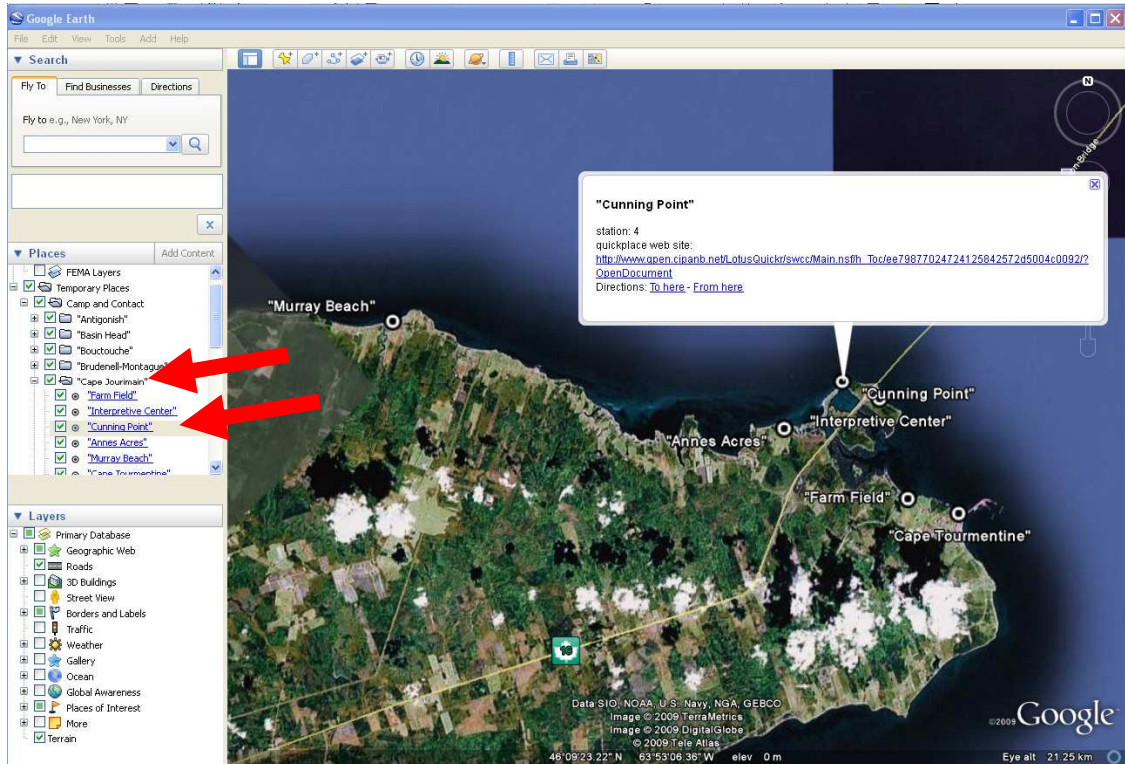 Google Earth
File Edit View Tools Add Help
Search
Fly To Find Businesses Directions
Fly to e.g., New York, NY
Places Add Content
FEMA Layers
Temporary Places
Camp and Contact
"Antigonish"
"Basin Head"
"Bouctouche"
"Brudenell-Montague"
"Cape Jourimain"
"Farm Field"
"Interpretive Center"
"Cunning Point"
"Annes Acres"
"Murray Beach"
"Cape Tourmentine"
Layers
Primary Database
Geographic Web
Roads
3D Buildings
Street View
Borders and Labels
Traffic
Weather
Gallery
Ocean
Global Awareness
Places of Interest
More
Terrain
N
n-Bridge
"Cunning Point"
station: 4
quickplace web site:
http://www.gpen.cipanb.net/LotusQuickr/swcc/Main.nsf/h_Toc/ee79877024724125842572d5004c0092/?
OpenDocument
Directions: To here - From here
"Murray Beach"
"Cunning Point"
"Interpretive Center"
"Annes Acres"
"Farm Field"
"Cape Tourmentine"
16
Data SIO, NOAA, U.S. Navy, NGA, GEBCO
Image © 2009 TerraMetrics
Image © 2009 DigitalGlobe
© 2009 Tele Atlas
©2009 Google
46°09'23.22" N 63°53'06.36" W elev 0 m Eye alt 21.25 km